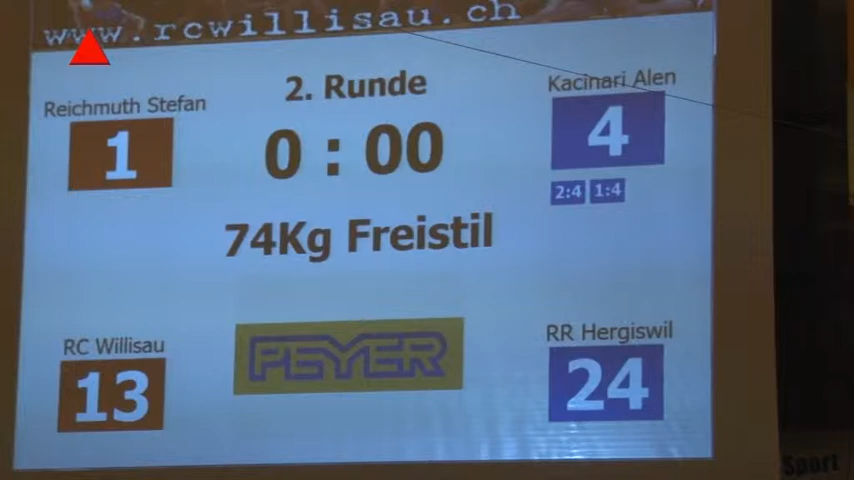 www.rcwillisau.ch
2. Runde
Reichmuth Stefan
Kacinari Alen
1
0 : 00
4
2:4 1:4
74Kg Freistil
RC Willisau
PEYER
RR Hergiswil
13
24
Sport